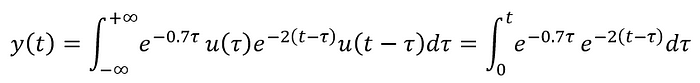 y(t) = ∫_{−∞}^{+∞} e^{−0.7τ} u(τ)e^{−2(t−τ)}u(t − τ)dτ = ∫_{0}^{t} e^{−0.7τ} e^{−2(t−τ)}dτ